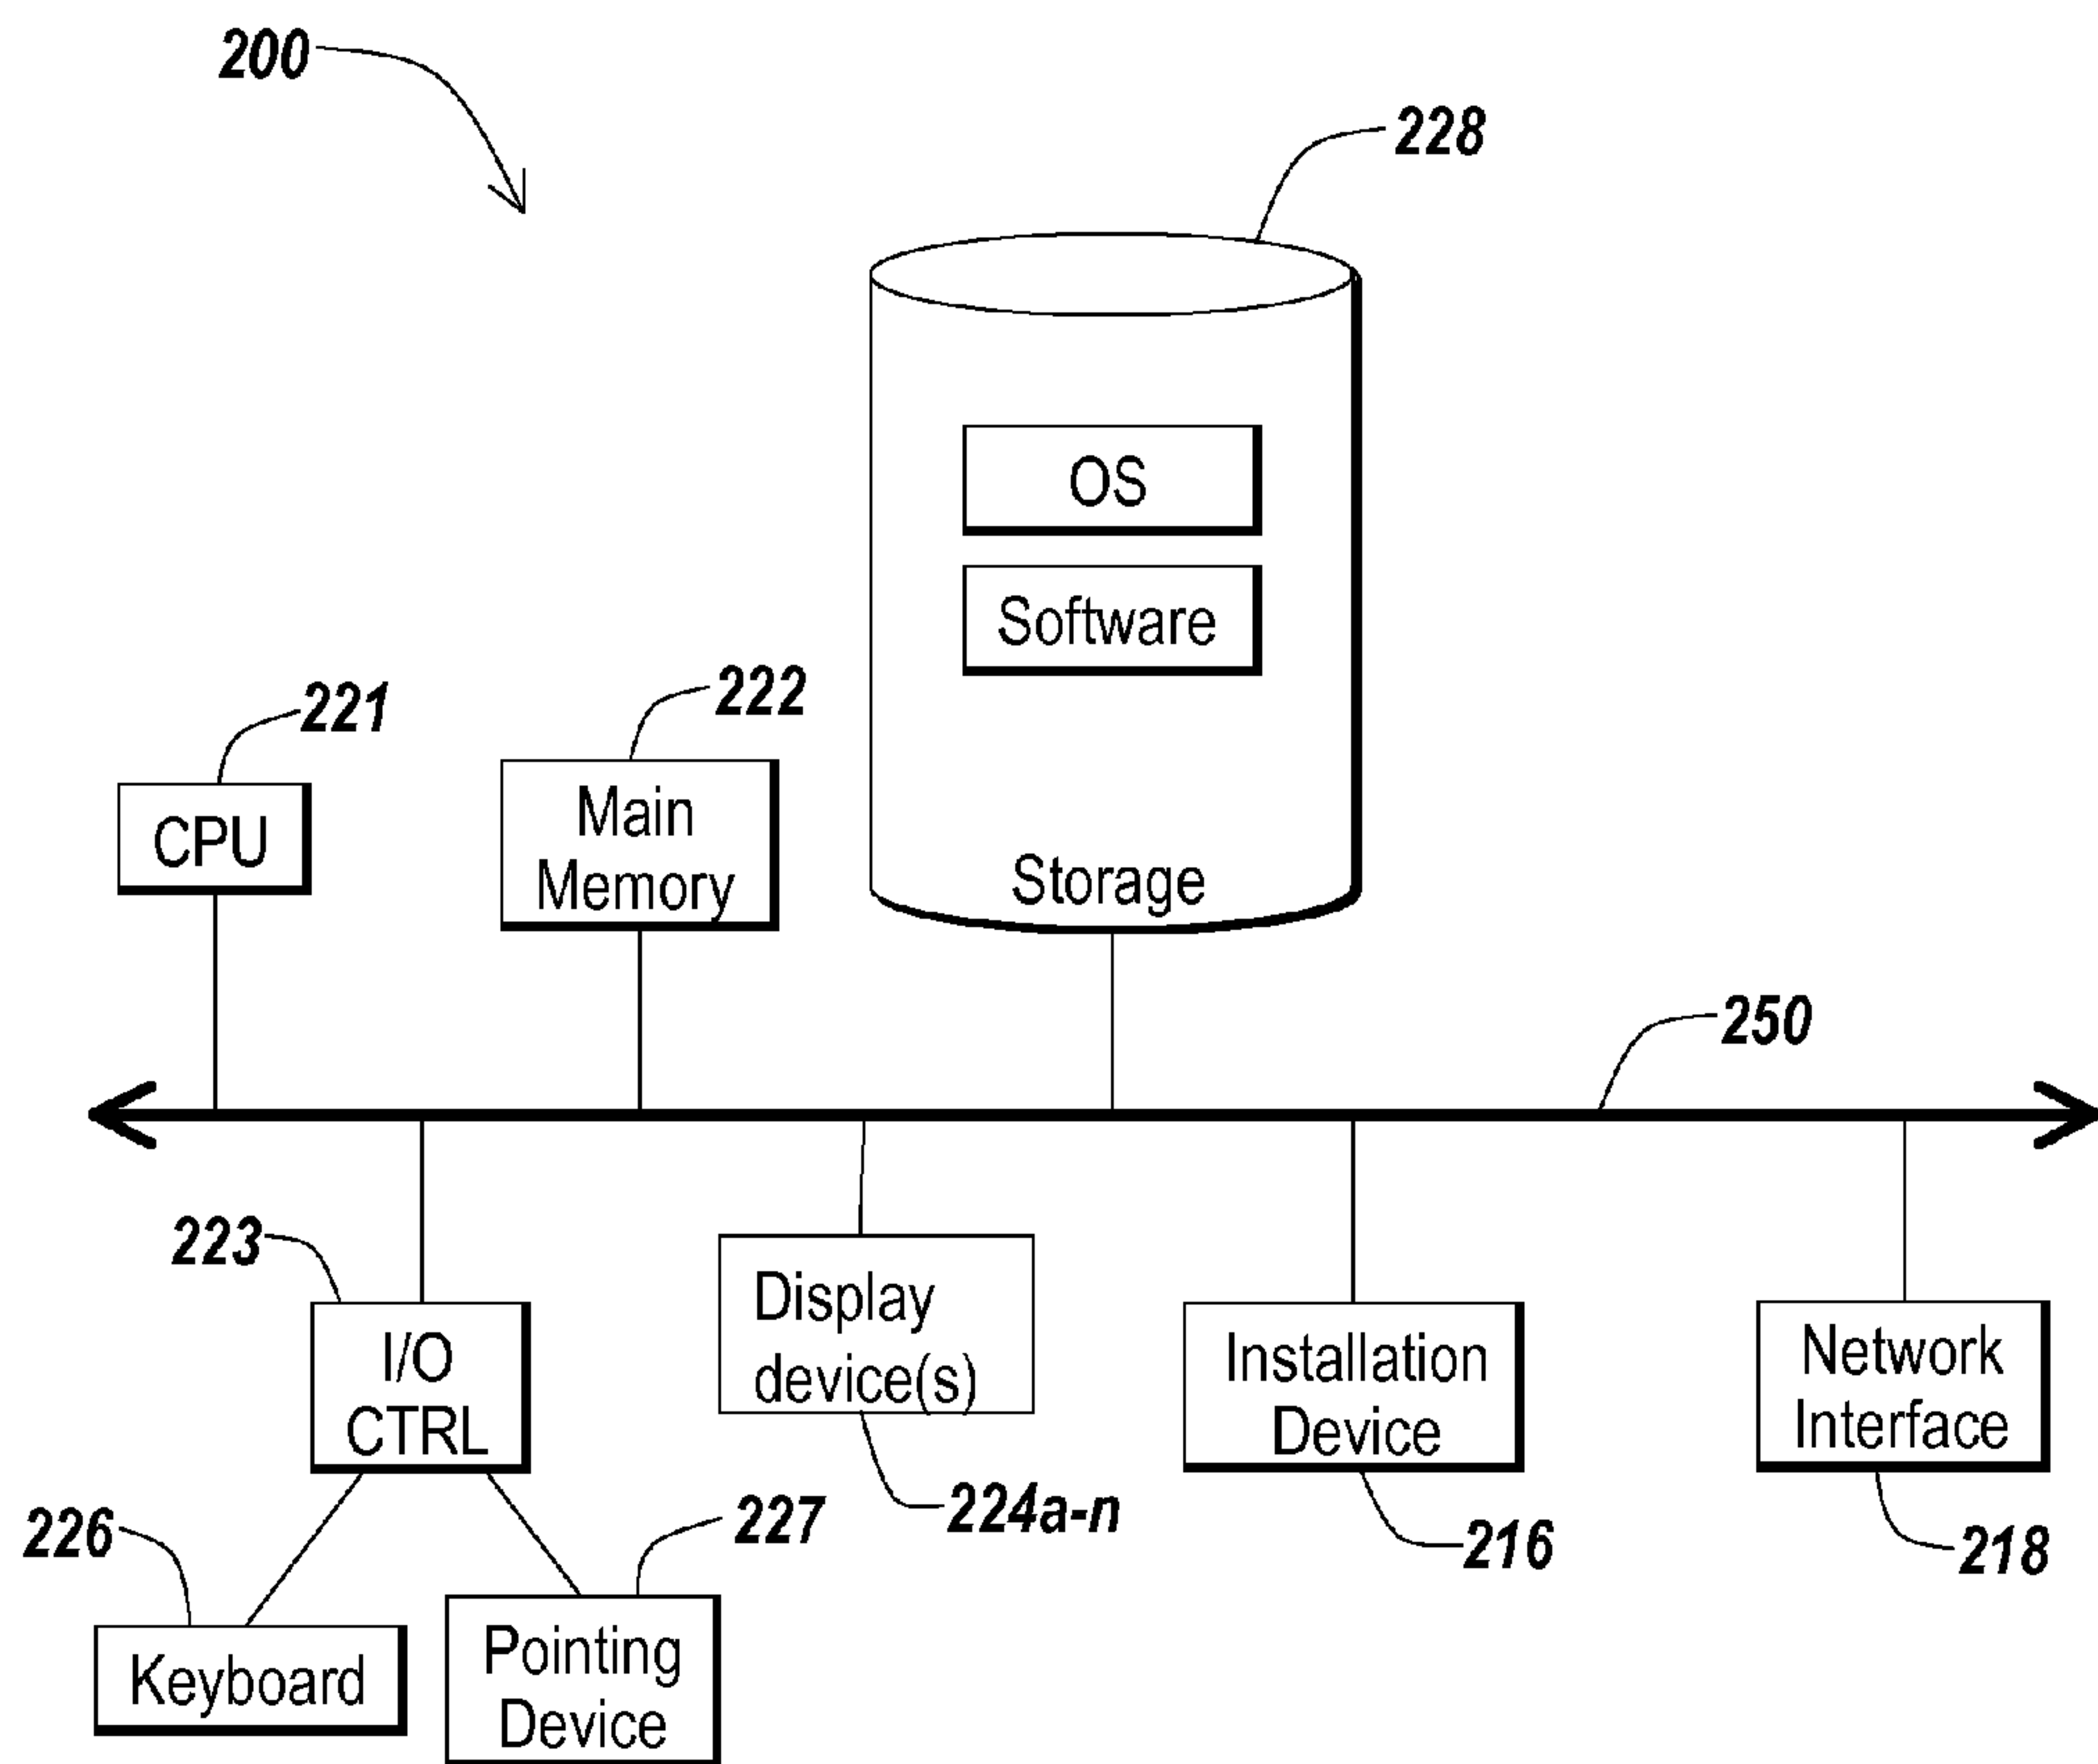 200
228
OS
Software
222
221
Main
Memory
CPU
Storage
250
223
Display
device(s)
I/O
CTRL
Installation
Device
Network
Interface
224a-n
227
226
216
218
Keyboard
Pointing
Device